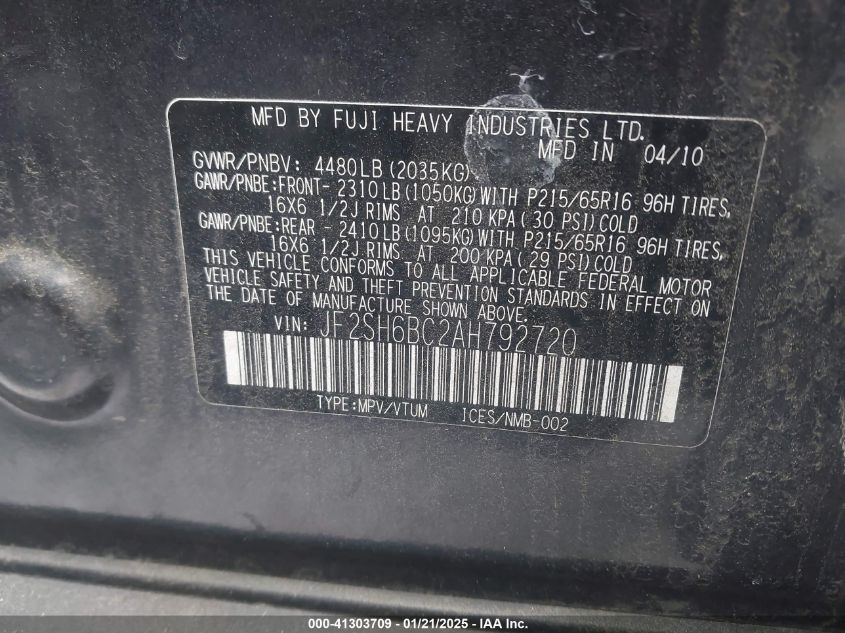 MFD BY FUJI HEAVY INDUSTRIES LTD.
MFD IN 04/10
GVWR/PNBV: 4480LB(2035KG)
GAWR/PNBE:FRONT- 2310LB(1050KG)WITH P215/65R16 96H TIRES,
16X6 1/2J RIMS AT 210 KPA(30 PSI)COLD
GAWR/PNBE:REAR - 2410LB(1095KG)WITH P215/65R16 96H TIRES,
16X6 1/2J RIMS AT 200 KPA(29 PSI)COLD
THIS VEHICLE CONFORMS TO ALL APPLICABLE FEDERAL MOTOR
VEHICLE SAFETY AND THEFT PREVENTION STANDARDS IN EFFECT ON
THE DATE OF MANUFACTURE SHOWN ABOVE.
VIN: JF2SH6BC2AH792720
TYPE:MPV/VTUM ICES/NMB-002
000-41303709 - 01/21/2025 - IAA Inc.